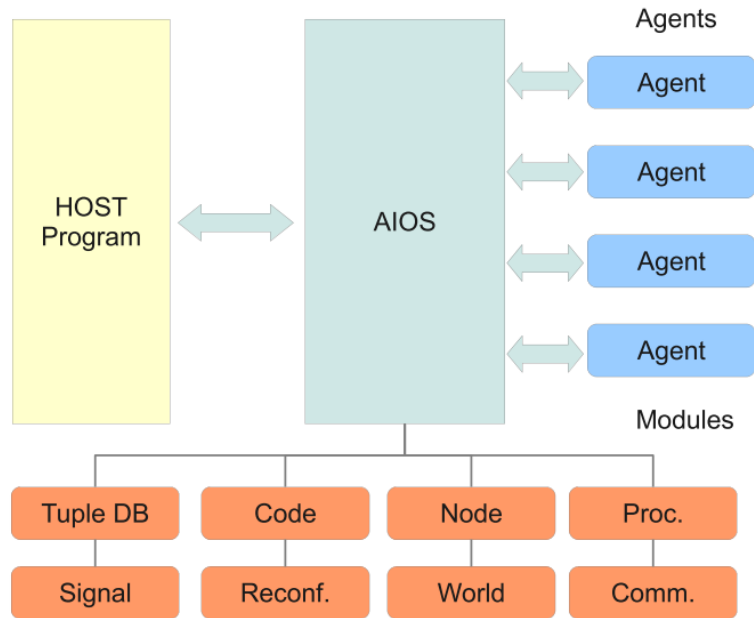 Agents
Agent
Agent
HOST
Program
AIOS
Agent
Agent
Modules
Tuple DB
Code
Node
Proc.
Signal
Reconf.
World
Comm.